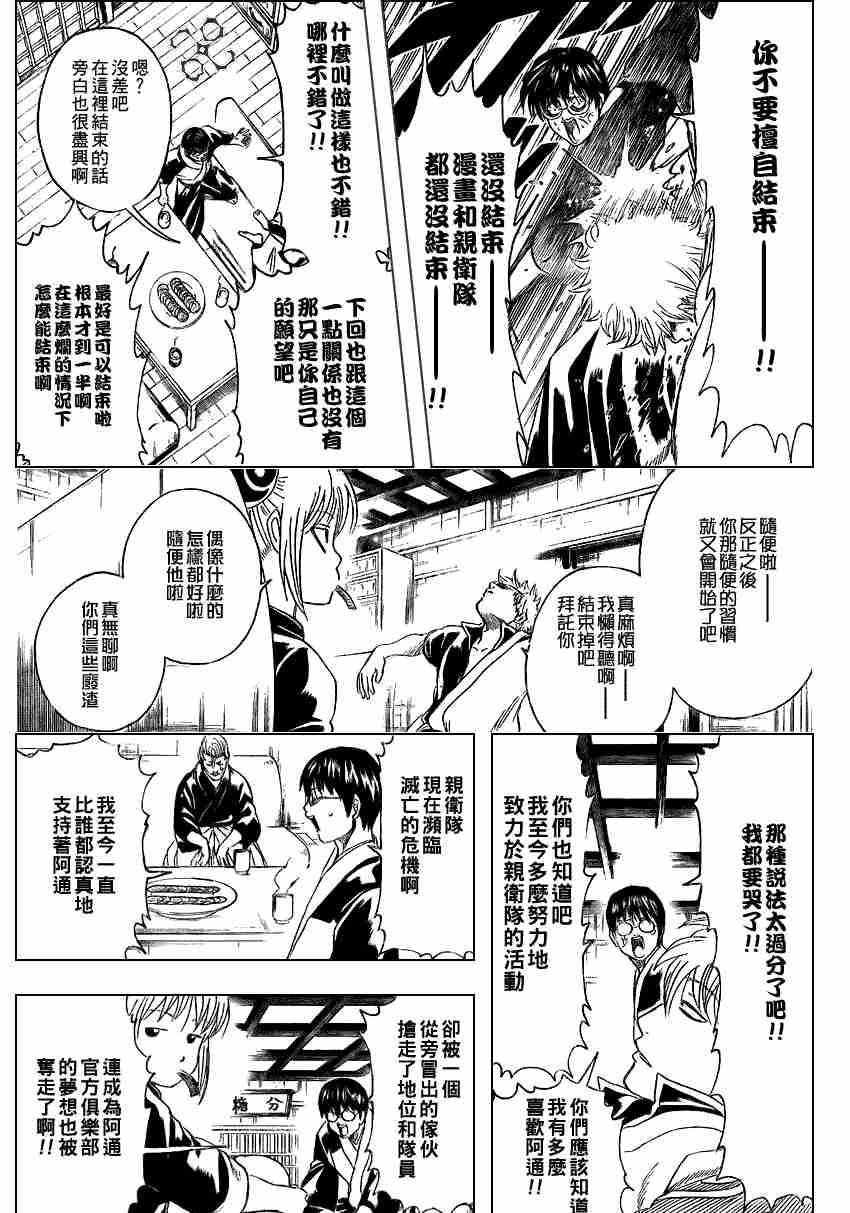 你不要擅自結束──!!
還沒結束──
漫畫和親衛隊
都還沒結束──!!
什麼叫做這樣也不錯!!
哪裡不錯了!!
嗯?
沒差吧
在這裡結束的話
旁白也很盡興啊
下回也跟這個
一點關係也沒有
那只是你自己
的願望吧
最好是可以結束啦
根本才到一半啊
在這麼爛的情況下
怎麼能結束啊
隨便啦──
反正之後
你那隨便的習慣
就又會開始了吧
真麻煩啊──
我懶得聽啊──
結束掉吧
拜託你
偶像什麼的
怎樣都好啦
隨便他啦
真無聊啊
你們這些廢渣
那種說法太過分了吧!!
我都要哭了!!
你們也知道吧
我至今多麼努力地
致力於親衛隊的活動
你們應該知道
我有多麼
喜歡阿通!!
親衛隊
現在瀕臨
滅亡的危機啊
我至今一直
比誰都認真地
支持著阿通
卻被一個
從旁冒出的傢伙
搶走了地位和隊員
連成為阿通
官方俱樂部
的夢想也被
奪走了啊!!
糖分